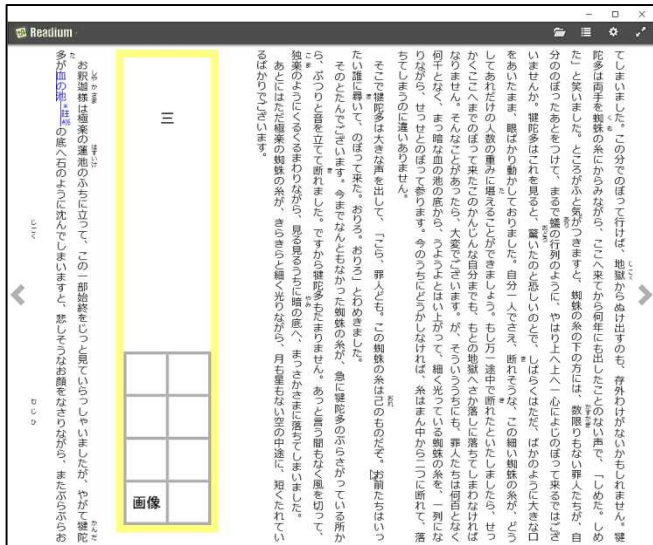 Readium
てしまいました。この分でのぼって行けば、地獄からぬけ出すのも、存外わけがないかもしれません。犍
陀多は両手を蜘蛛の糸にからみながら、ここへ来てから何年にも出したことのない声で、「しめた。しめ
た」と笑いました。ところがふと気がつきますと、蜘蛛の糸の下の方には、数限りもない罪人たちが、自
分ののぼったあとをつけて、まるで蟻の行列のように、やはり上へ上へ一心によじのぼって来るではござ
いませんか。犍陀多はこれを見ると、驚いたのと恐しいのとで、しばらくはただ、ばかのように大きな口
をあいたまま、眼ばかり動かしておりました。自分一人でさえ、断れそうな、この細い蜘蛛の糸が、どう
してあれだけの人数の重みに堪えることができましょう。もし万一途中で断れたといたしましたら、せっ
かくここへまでのぼって来たこのかんじんな自分までも、もとの地獄へさか落しに落ちてしまわなければ
なりません。そんなことがあったら、大変でございます。が、そういううちにも、罪人たちは何百となく
何千となく、まっ暗な血の池の底から、うようよとはい上がって、細く光っている蜘蛛の糸を、一列にな
りながら、せっせとのぼって参ります。今のうちにどうかしなければ、糸はまん中から二つに断れて、落
ちてしまうのに違いありません。
そこで犍陀多は大きな声を出して、「こら、罪人ども。この蜘蛛の糸は己のものだぞ。お前たちはいっ
たい誰に尋いて、のぼって来た。おりろ。おりろ」とわめきました。
そのとたんでございます。今までなんともなかった蜘蛛の糸が、急に犍陀多のぶらさがっている所か
ら、ぶつりと音を立てて断れました。ですから犍陀多もたまりません。あっと言う間もなく風を切って、
独楽のようにくるくるまわりながら、見る見るうちに暗の底へ、まっさかさまに落ちてしまいました。
あとにはただ極楽の蜘蛛の糸が、きらきらと細く光りながら、月も星もない空の中途に、短くたれてい
るばかりでございます。
三
画像
お釈迦様は極楽の蓮池のふちに立って、この一部始終をじっと見ていらっしゃいましたが、やがて犍陀
多が血の池の底へ石のように沈んでしまいますと、悲しそうなお顔をなさりながら、またぶらぶらお